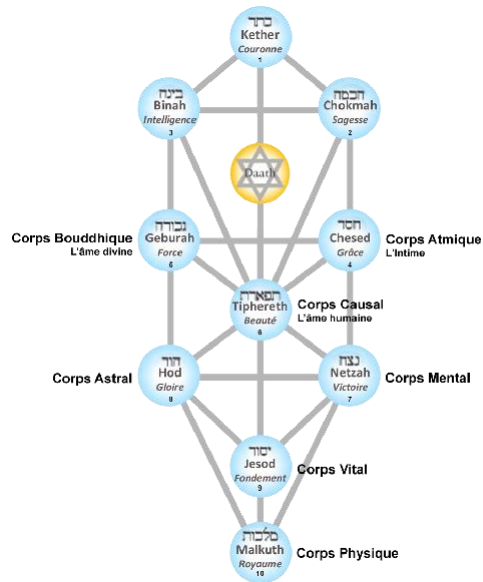 כתר
Kether
Couronne
1
בינה
Binah
Intelligence
3
חכמה
Chokmah
Sagesse
2
Daath
Corps Bouddhique
L'âme divine
גבורה
Geburah
Force
5
חסד
Chesed
Grâce
4
Corps Atmique
L'Intime
תפארת
Tiphereth
Beauté
6
Corps Causal
L'âme humaine
Corps Astral
הוד
Hod
Gloire
8
נצח
Netzah
Victoire
7
Corps Mental
יסוד
Jesod
Fondement
9
Corps Vital
מלכות
Malkuth
Royaume
10
Corps Physique